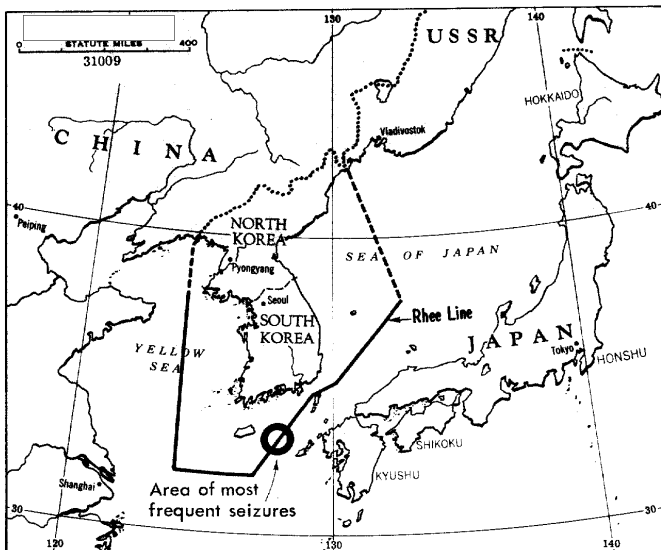 130
140
STATUTE MILES
0
400
31009
USSR
HOKKAIDO
Vladivostok
CHINA
40
Peiping
NORTH
KOREA
Pyongyang
SEA OF JAPAN
40
Seoul
SOUTH
KOREA
Rhee Line
JAPAN
Tokyo
HONSHU
YELLOW
SEA
SHIKOKU
KYUSHU
Shanghai
Area of most
frequent seizures
30
30
120
130
140